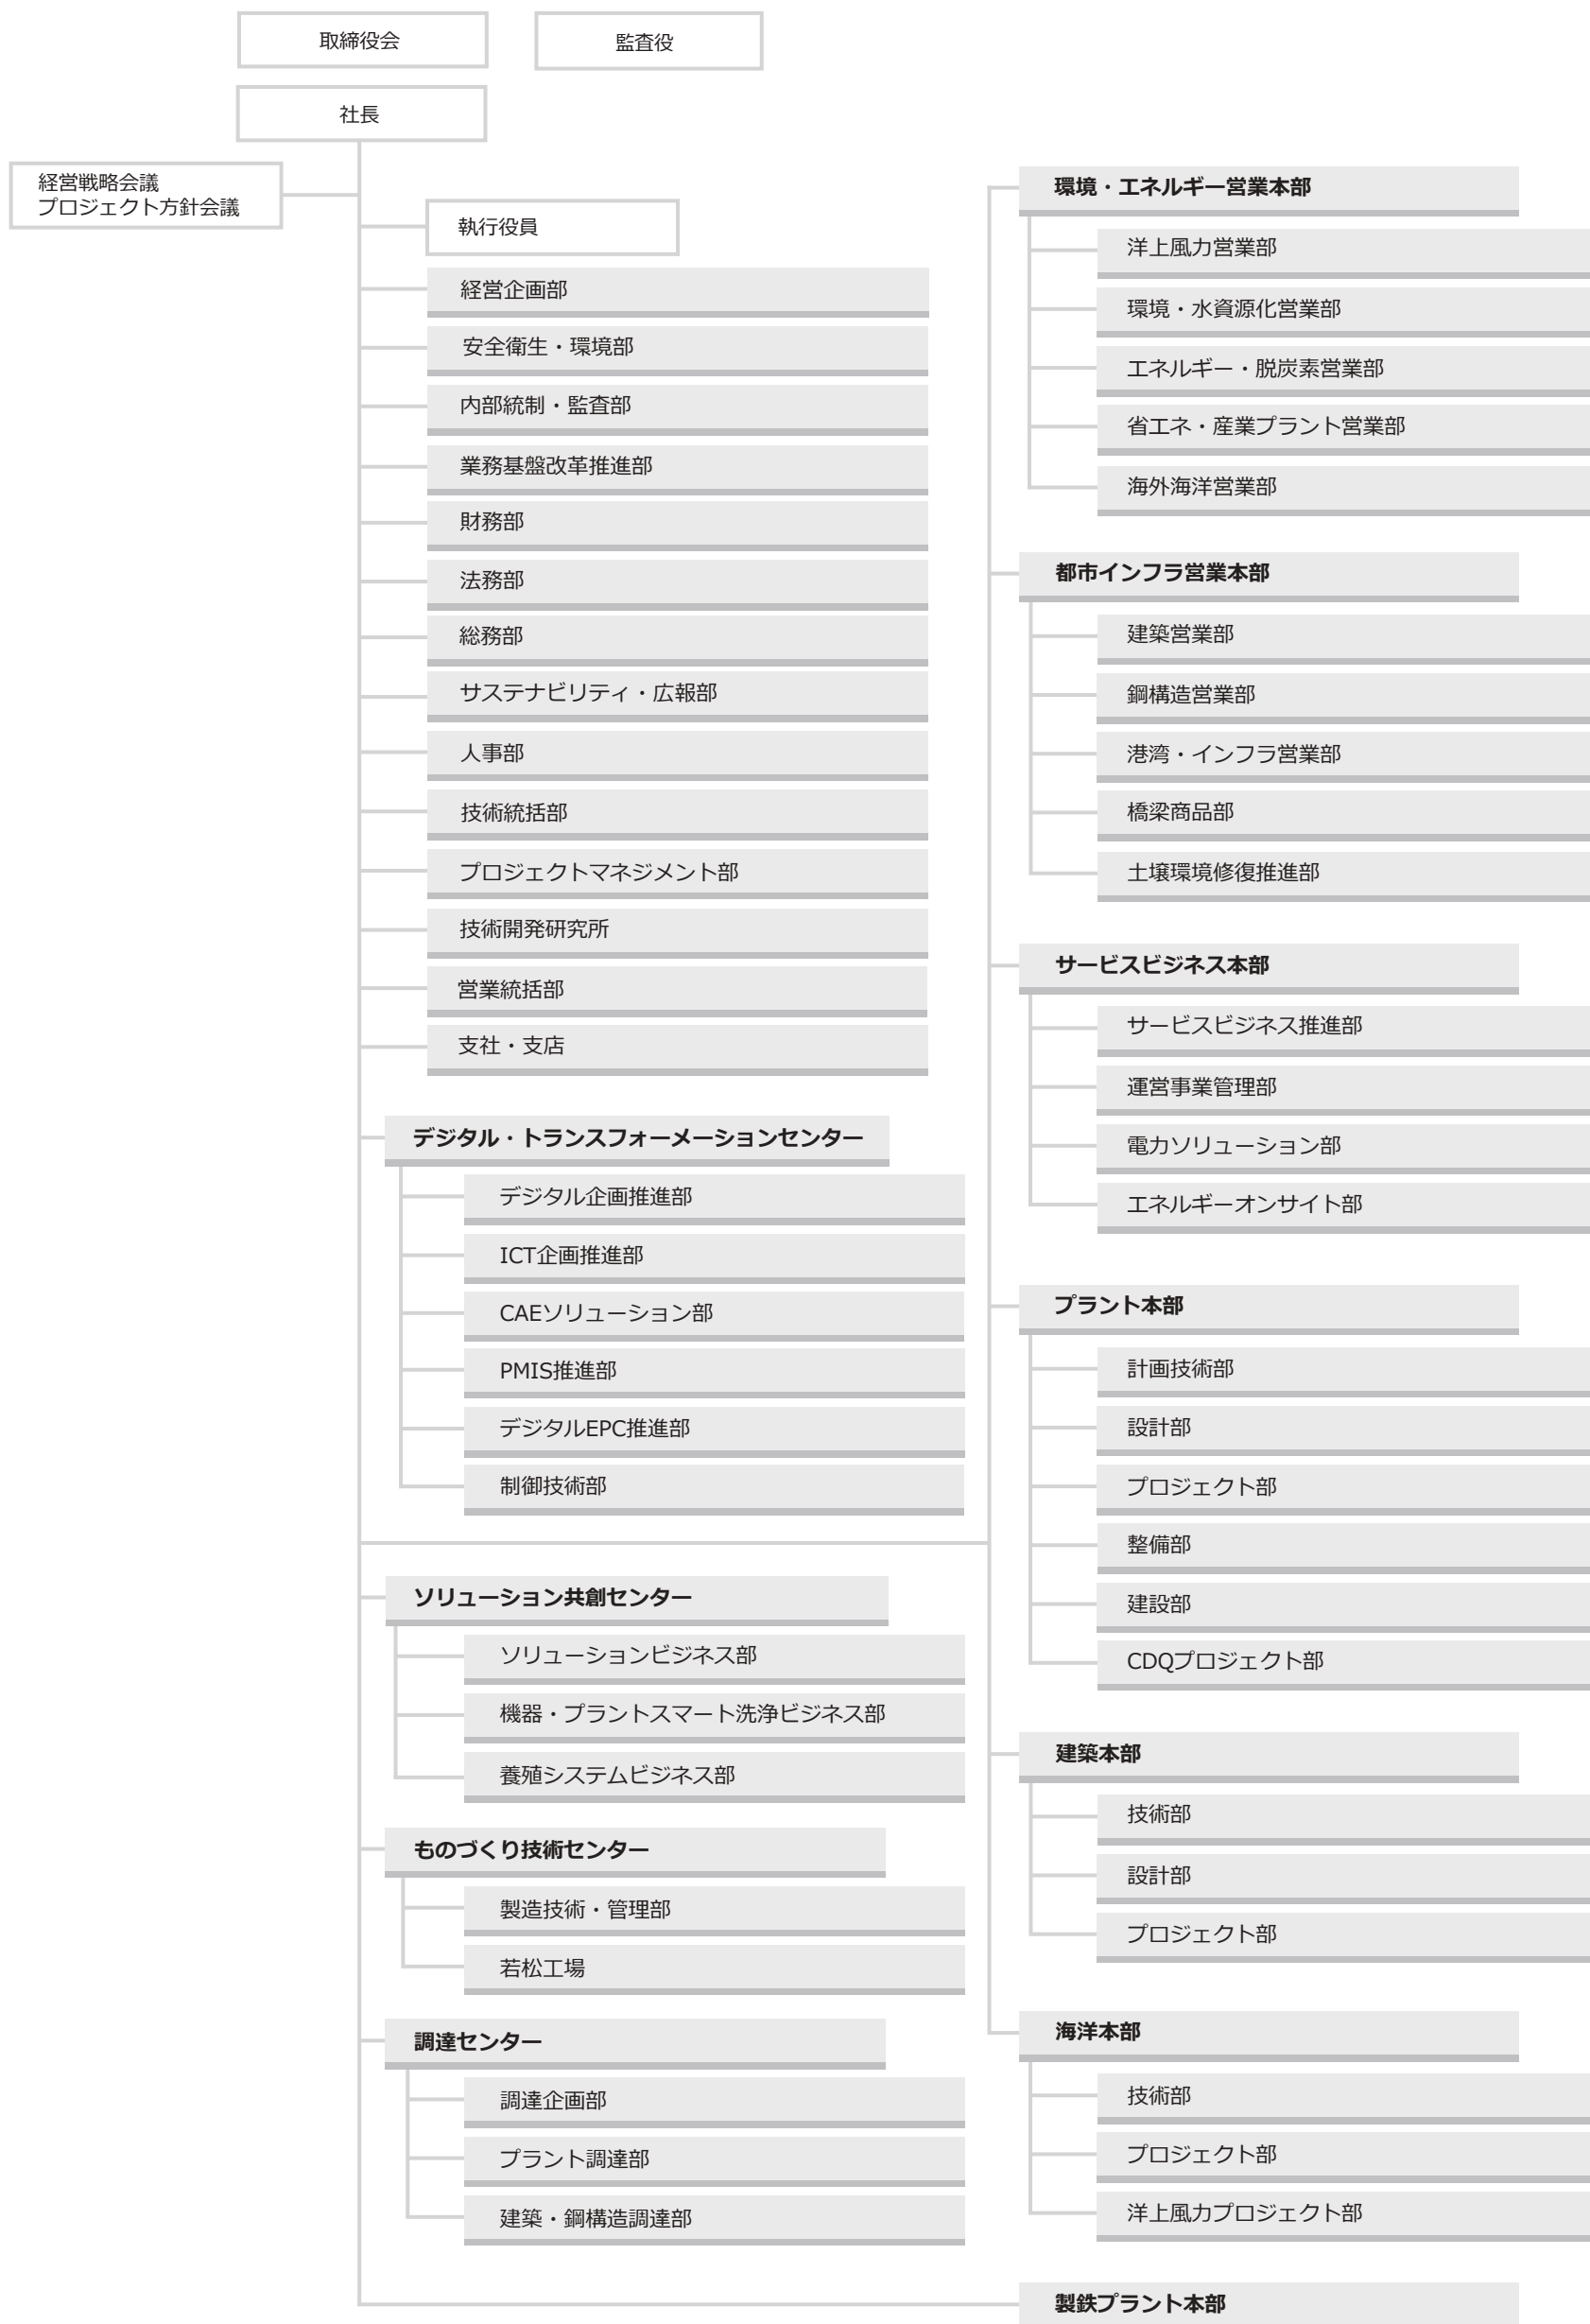 取締役会
監査役
社長
経営戦略会議
プロジェクト方針会議
執行役員
経営企画部
安全衛生・環境部
内部統制・監査部
業務基盤改革推進部
財務部
法務部
総務部
サステナビリティ・広報部
人事部
技術統括部
プロジェクトマネジメント部
技術開発研究所
営業統括部
支社・支店
デジタル・トランスフォーメーションセンター
デジタル企画推進部
ICT企画推進部
CAEソリューション部
PMIS推進部
デジタルEPC推進部
制御技術部
ソリューション共創センター
ソリューションビジネス部
機器・プラントスマート洗浄ビジネス部
養殖システムビジネス部
ものづくり技術センター
製造技術・管理部
若松工場
調達センター
調達企画部
プラント調達部
建築・鋼構造調達部
環境・エネルギー営業本部
洋上風力営業部
環境・水資源化営業部
エネルギー・脱炭素営業部
省エネ・産業プラント営業部
海外海洋営業部
都市インフラ営業本部
建築営業部
鋼構造営業部
港湾・インフラ営業部
橋梁商品部
土壌環境修復推進部
サービスビジネス本部
サービスビジネス推進部
運営事業管理部
電力ソリューション部
エネルギーオンサイト部
プラント本部
計画技術部
設計部
プロジェクト部
整備部
建設部
CDQプロジェクト部
建築本部
技術部
設計部
プロジェクト部
海洋本部
技術部
プロジェクト部
洋上風力プロジェクト部
製鉄プラント本部